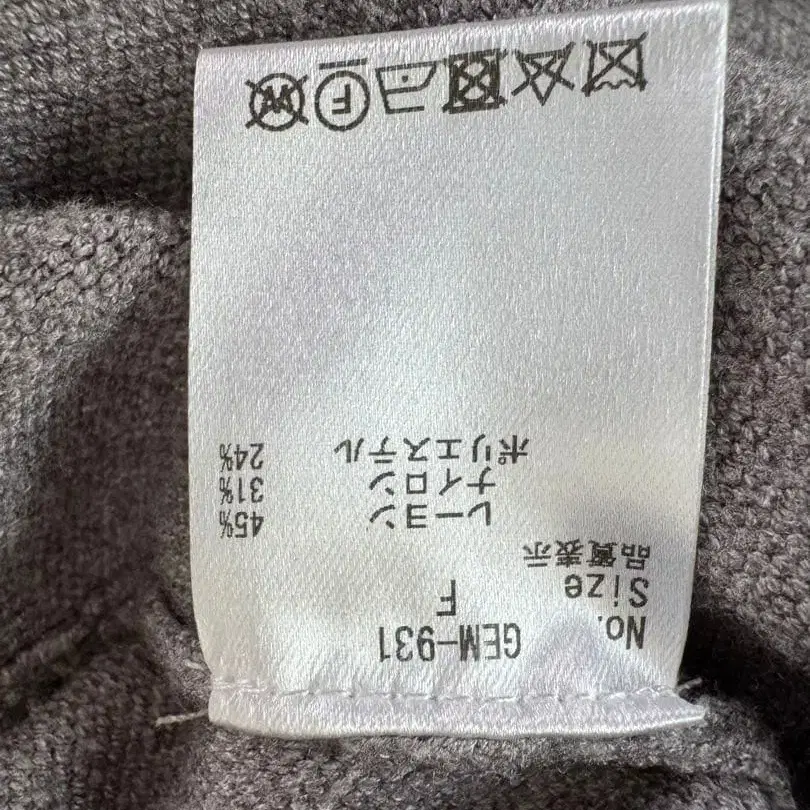 No. GEM-931
Size F
品質表示
レーヨン 45%
ナイロン 31%
ポリエステル 24%
F W